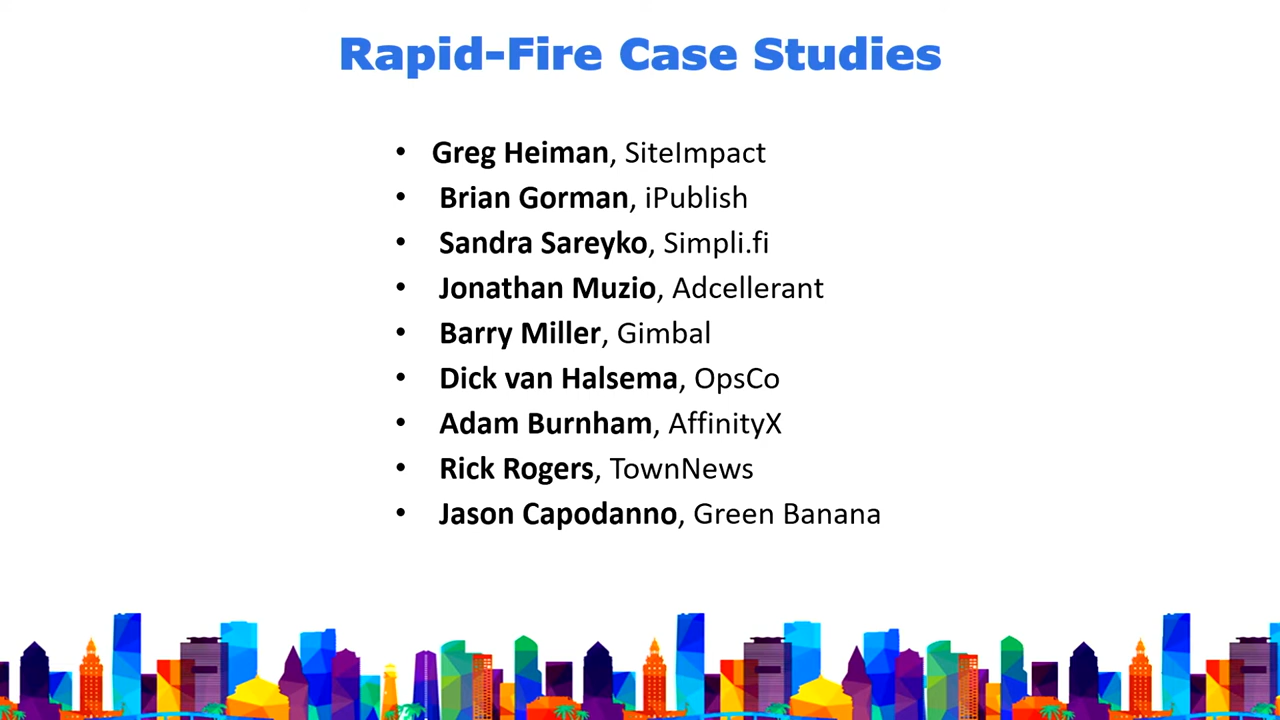 Rapid-Fire Case Studies
• Greg Heiman, SiteImpact
• Brian Gorman, iPublish
• Sandra Sareyko, Simpli.fi
• Jonathan Muzio, Adcellerant
• Barry Miller, Gimbal
• Dick van Halsema, OpsCo
• Adam Burnham, AffinityX
• Rick Rogers, TownNews
• Jason Capodanno, Green Banana